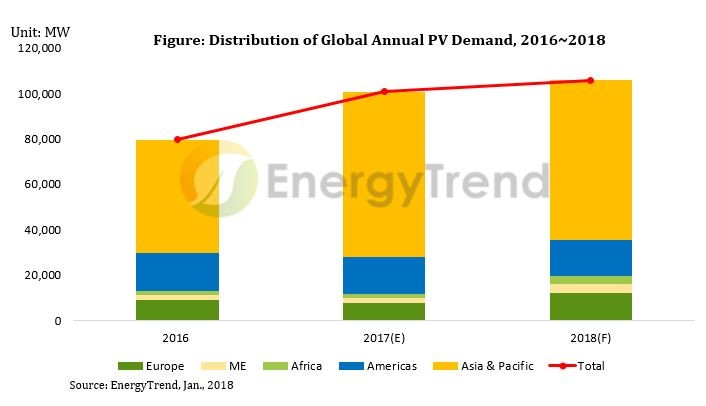 Unit: MW
Figure: Distribution of Global Annual PV Demand, 2016~2018
120,000
100,000
80,000
60,000
40,000
20,000
0
EnergyTrend
2016
2017(E)
2018(F)
Europe
ME
Africa
Americas
Asia & Pacific
Total
Source: EnergyTrend, Jan., 2018